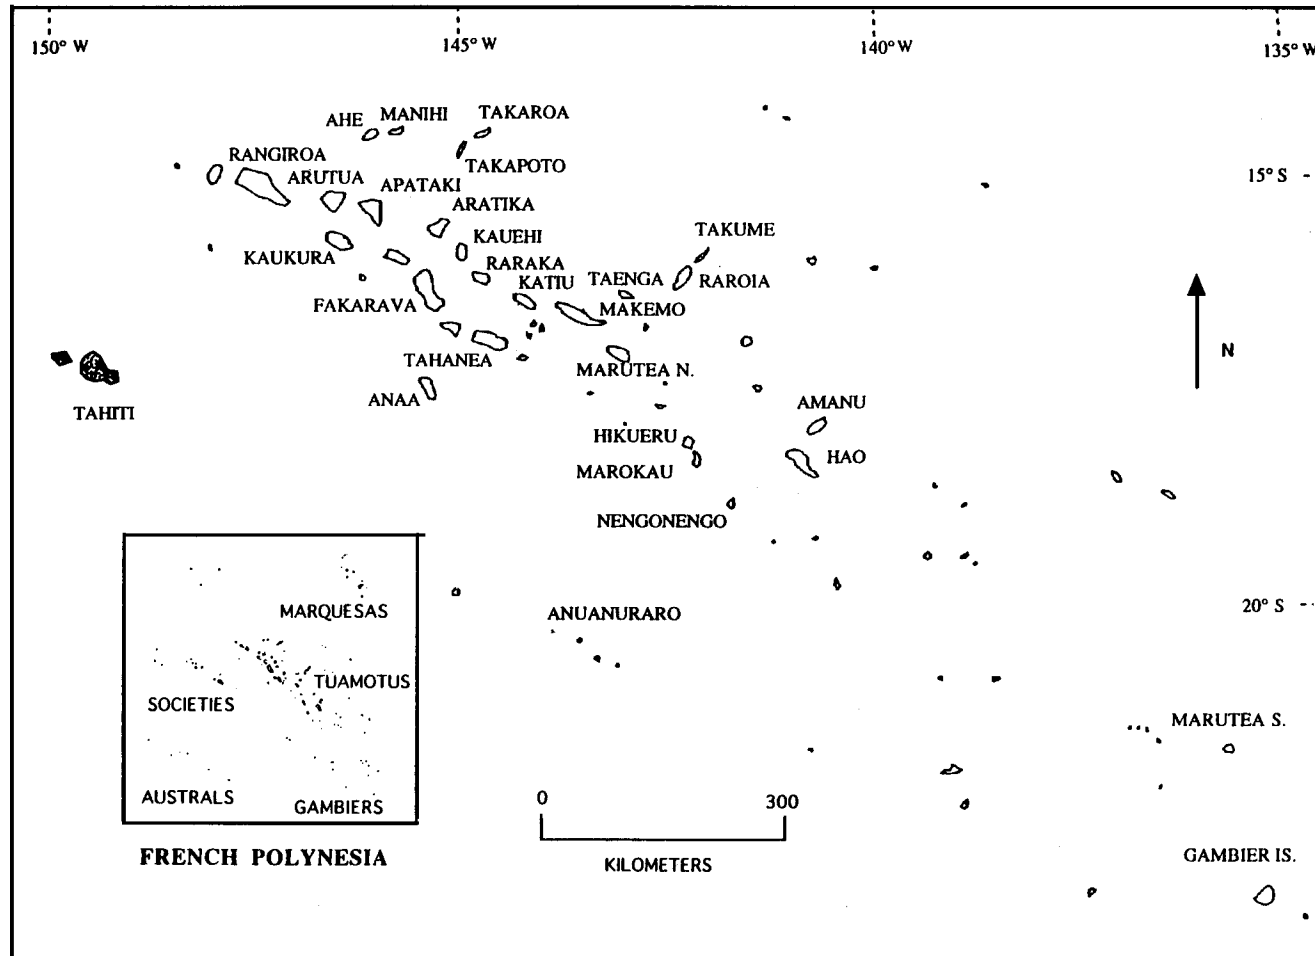 150° W
145° W
140° W
135° W
AHE
MANIHI
TAKAROA
TAKAPOTO
RANGIROA
ARUTUA
APATAKI
15° S
ARATIKA
KAUKURA
KAUEHI
TAKUME
RARAKA
TAENGA
RAROIA
KATIU
FAKARAVA
MAKEMO
TAHANEA
MARUTEA N.
N
ANAA
TAHITI
AMANU
HIKUERU
HAO
MAROKAU
NENGONENGO
20° S
ANUANURARO
MARQUESAS
TUAMOTUS
SOCIETIES
AUSTRALS
GAMBIERS
FRENCH POLYNESIA
MARUTEA S.
0
300
KILOMETERS
GAMBIER IS.